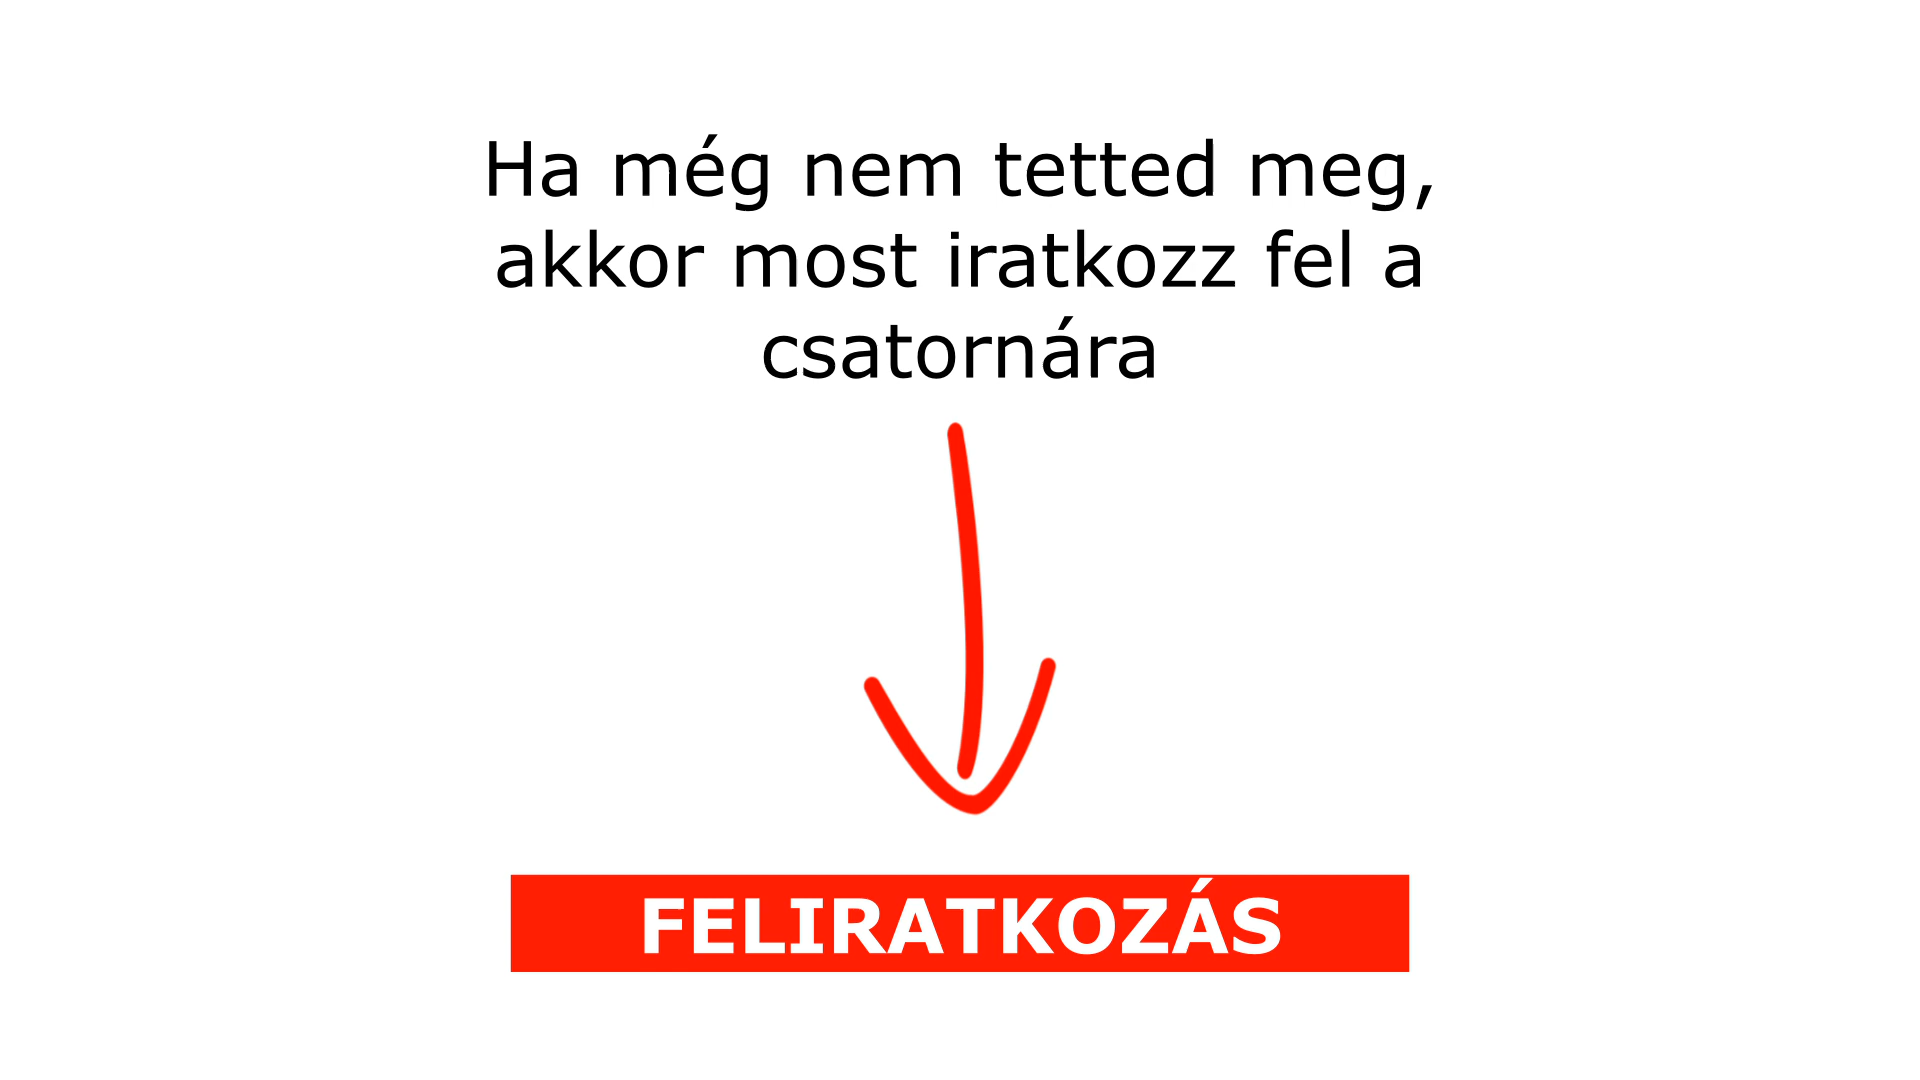 Ha még nem tetted meg,
akkor most iratkozz fel a
csatornára
FELIRATKOZÁS